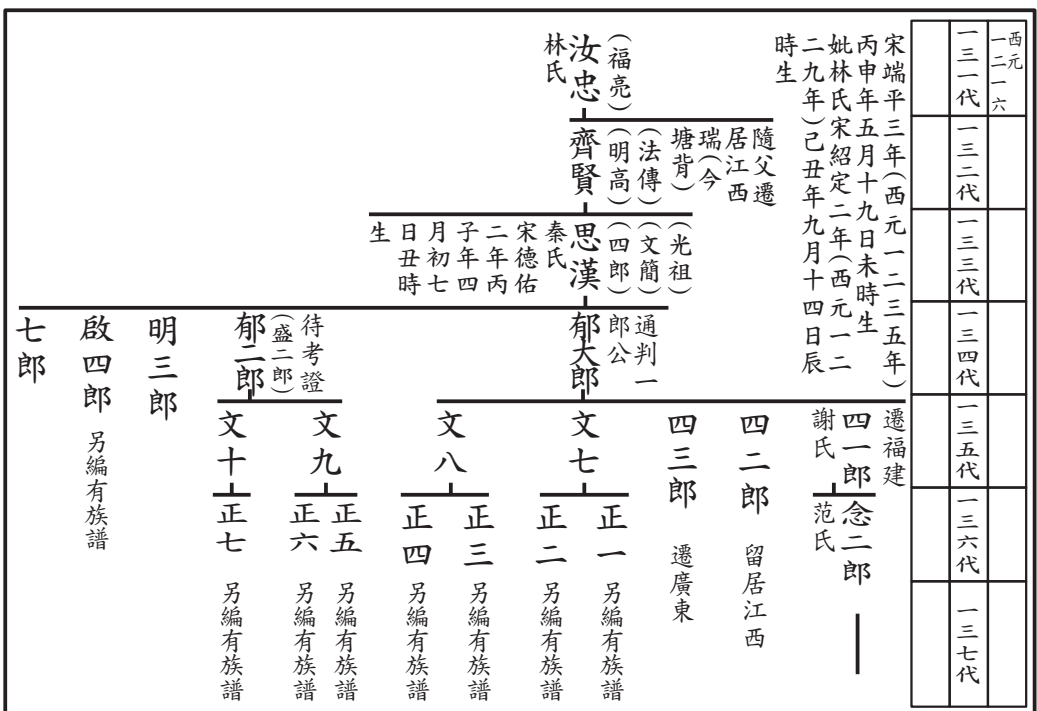 西元
一二一六
一三一代
一三二代
一三三代
一三四代
一三五代
一三六代
一三七代
宋端平三年(西元一二三五年)
丙申年五月十九日未時生
妣林氏宋紹定二年(西元一二
二九年)己丑年九月十四日辰
時生
(福亮)
汝忠
林氏
隨父遷
居江西
瑞(今
塘背)
(法傳)
(明高)
齊賢
(光祖)
(文簡)
(四郎)
思漢
秦氏
宋德佑
二年丙
子年四
月初七
日丑時
生
通判一
郎公
郁大郎
待考證
(盛二郎)
郁二郎
明三郎
啟四郎
另編有族譜
七郎
遷福建
四一郎
謝氏
四二郎
留居江西
四三郎
遷廣東
文七
文八
文九
文十
念二郎
范氏
正一
另編有族譜
正二
另編有族譜
正三
另編有族譜
正四
另編有族譜
正五
另編有族譜
正六
另編有族譜
正七
另編有族譜